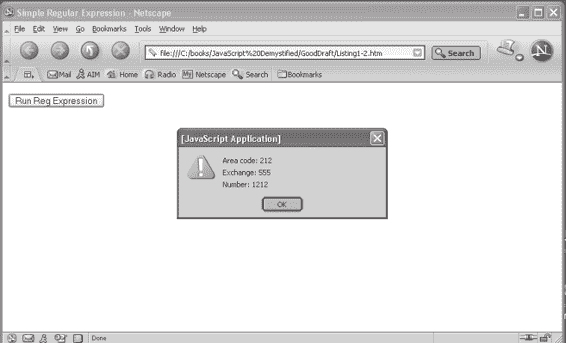 Simple Regular Expression - Netscape
File Edit View Go Bookmarks Tools Window Help
file:///C:/books/JavaScript%20Demystified/GoodDraft/Listing1-2.htm Search
Mail AIM Home Radio Netscape Search Bookmarks
Run Reg Expression
[JavaScript Application]
Area code: 212
Exchange: 555
Number: 1212
OK
Done